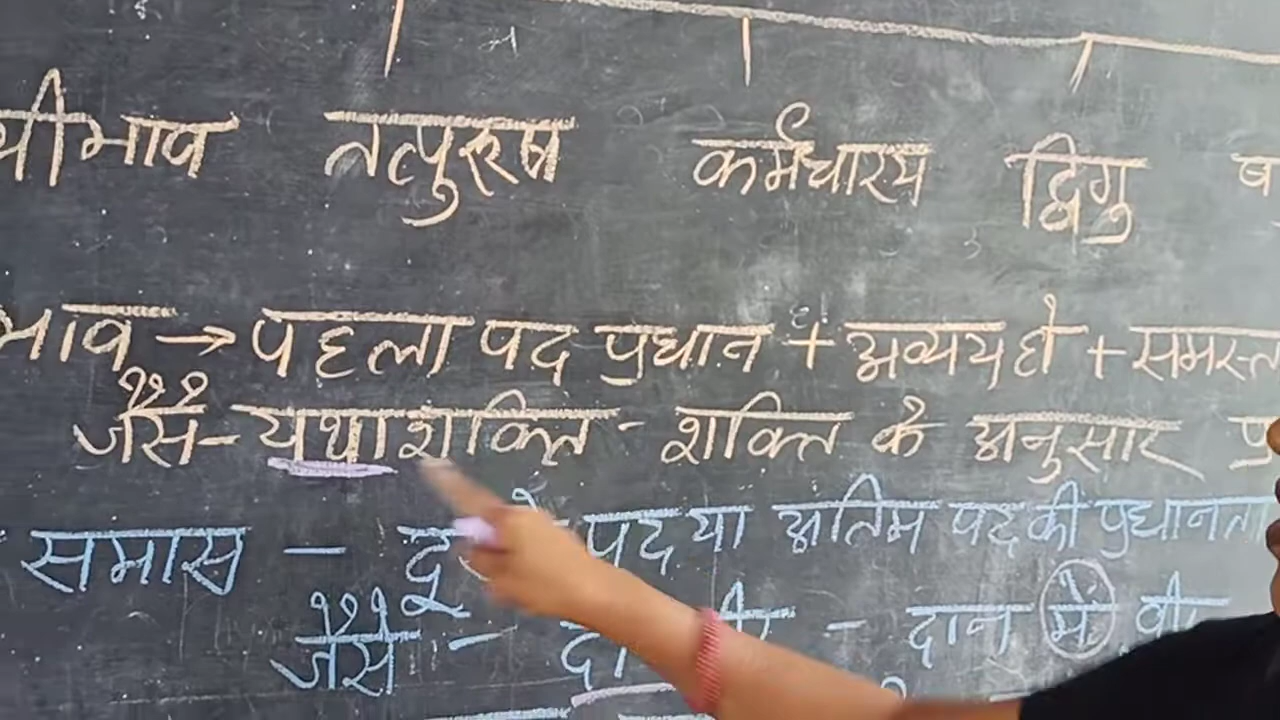 यीभाव तत्पुरुष कर्मधारय द्विगु ब
भाव → पहला पद प्रधान + अव्यय हो + समस्त
जैसे - यथाशक्ति - शक्ति के अनुसार प्र
समास - दू पद या अंतिम पद की प्रधानता
जैसे - दा - दान में वी